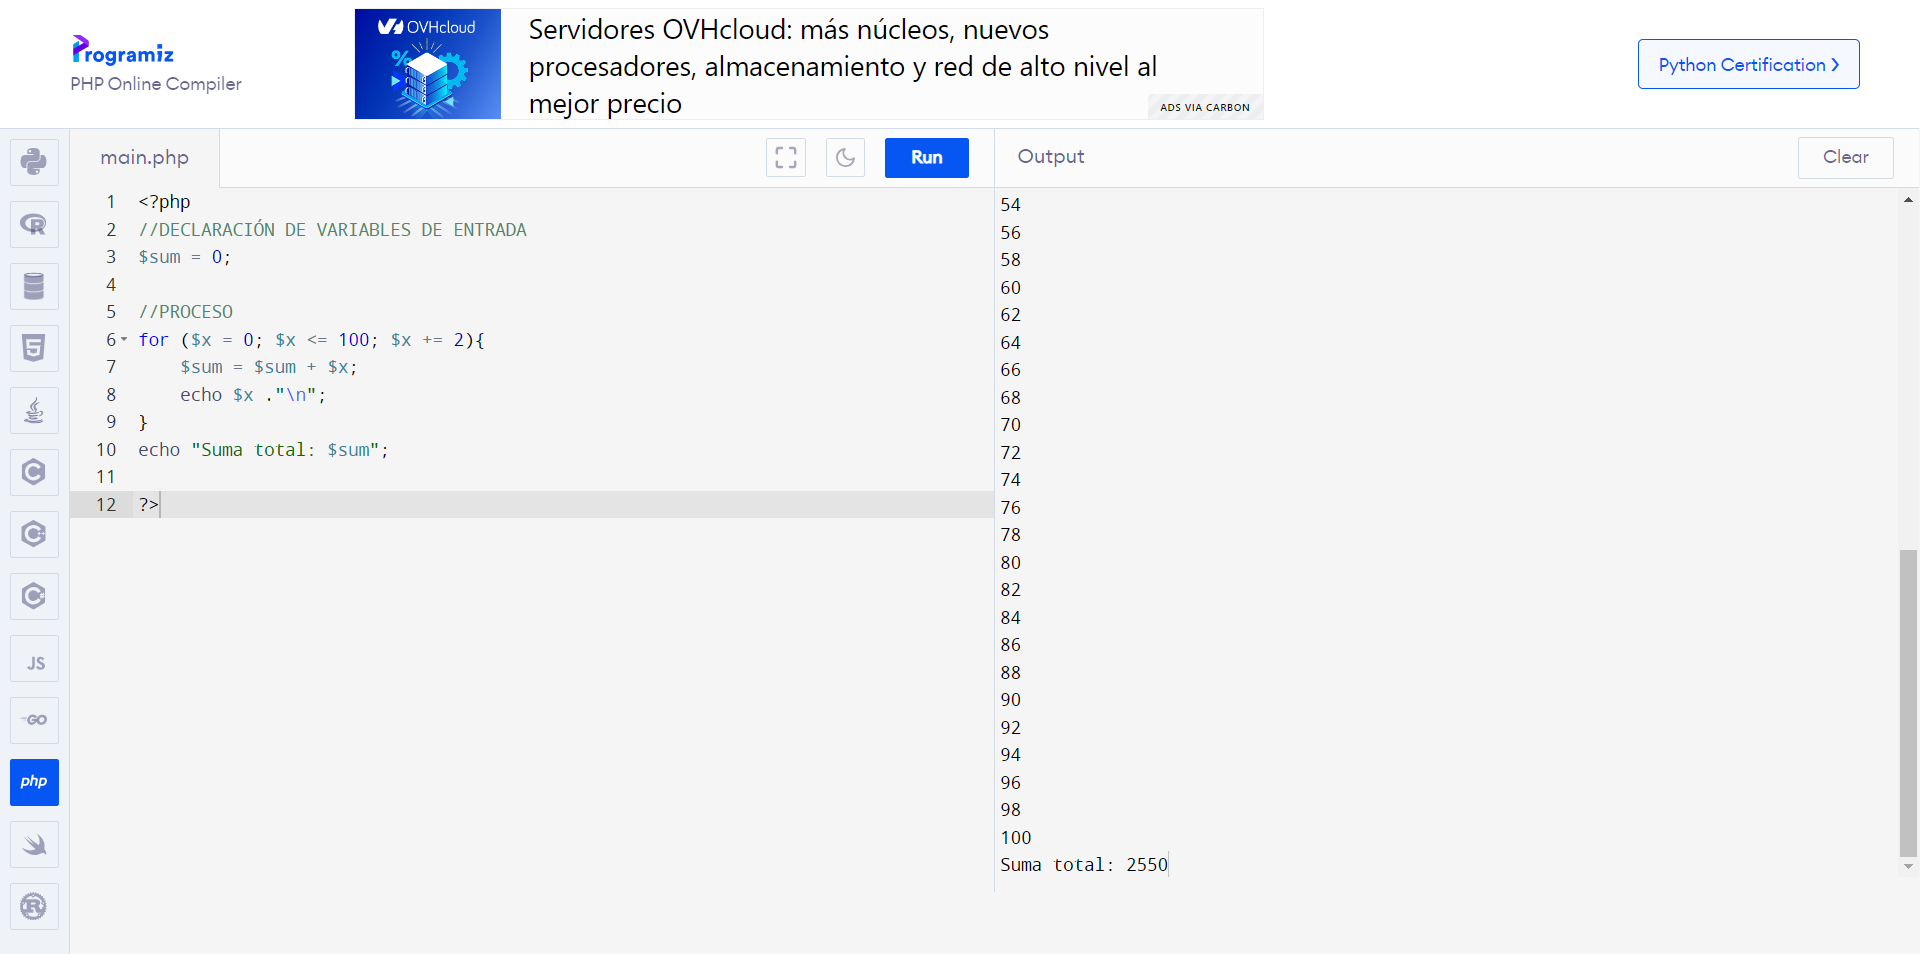 Programiz
PHP Online Compiler
OVHcloud
%
Servidores OVHcloud: más núcleos, nuevos
procesadores, almacenamiento y red de alto nivel al
mejor precio
ADS VIA CARBON
Python Certification
main.php
Run
Output
Clear
1 <?php
2 //DECLARACIÓN DE VARIABLES DE ENTRADA
3 $sum = 0;
4
5 //PROCESO
6 for ($x = 0; $x <= 100; $x += 2){
7     $sum = $sum + $x;
8     echo $x ."\n";
9 }
10 echo "Suma total: $sum";
11
12 ?>
R
5
C
C
C
JS
GO
php
R
54
56
58
60
62
64
66
68
70
72
74
76
78
80
82
84
86
88
90
92
94
96
98
100
Suma total: 2550